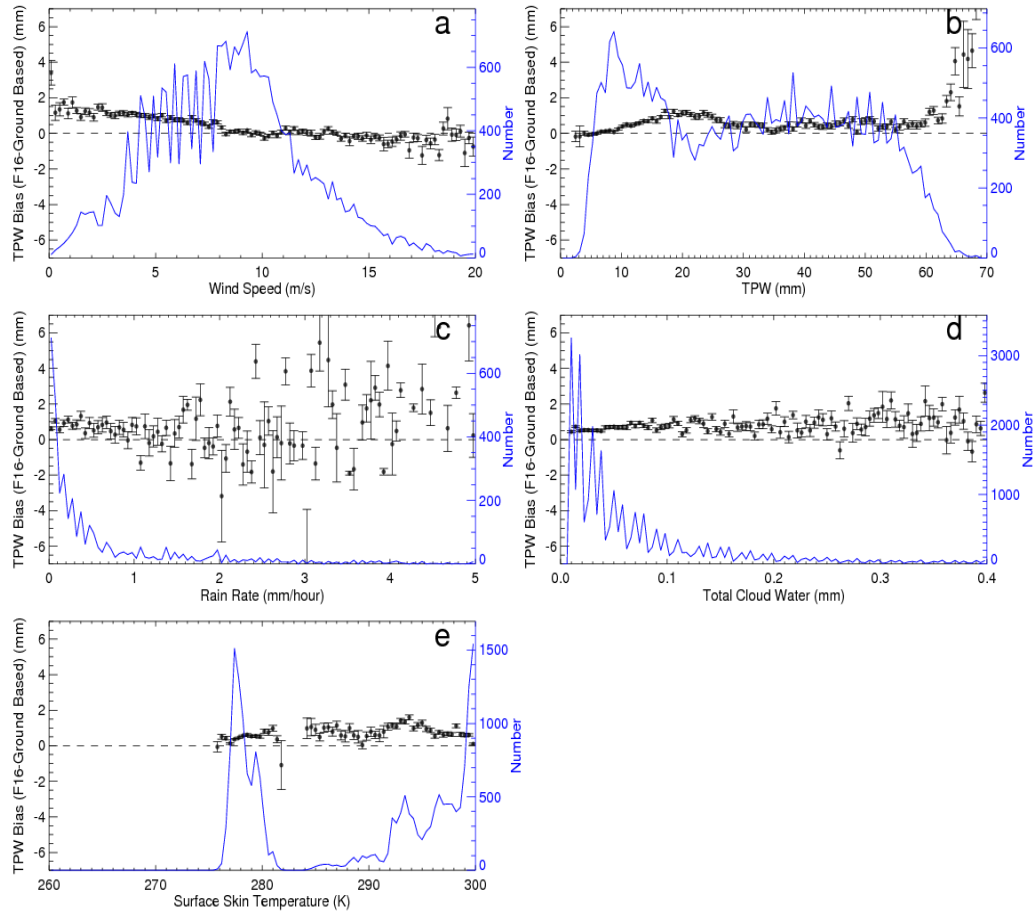 a
TPW Bias (F16-Ground Based) (mm)
6
4
2
0
-2
-4
-6
600
400
200
0
Number
0 5 10 15 20
Wind Speed (m/s)
b
TPW Bias (F16-Ground Based) (mm)
6
4
2
0
-2
-4
-6
600
400
200
0
Number
0 10 20 30 40 50 60 70
TPW (mm)
c
TPW Bias (F16-Ground Based) (mm)
6
4
2
0
-2
-4
-6
600
400
200
0
Number
0 1 2 3 4 5
Rain Rate (mm/hour)
d
TPW Bias (F16-Ground Based) (mm)
6
4
2
0
-2
-4
-6
3000
2000
1000
0
Number
0.0 0.1 0.2 0.3 0.4
Total Cloud Water (mm)
e
TPW Bias (F16-Ground Based) (mm)
6
4
2
0
-2
-4
-6
1500
1000
500
0
Number
260 270 280 290 300
Surface Skin Temperature (K)